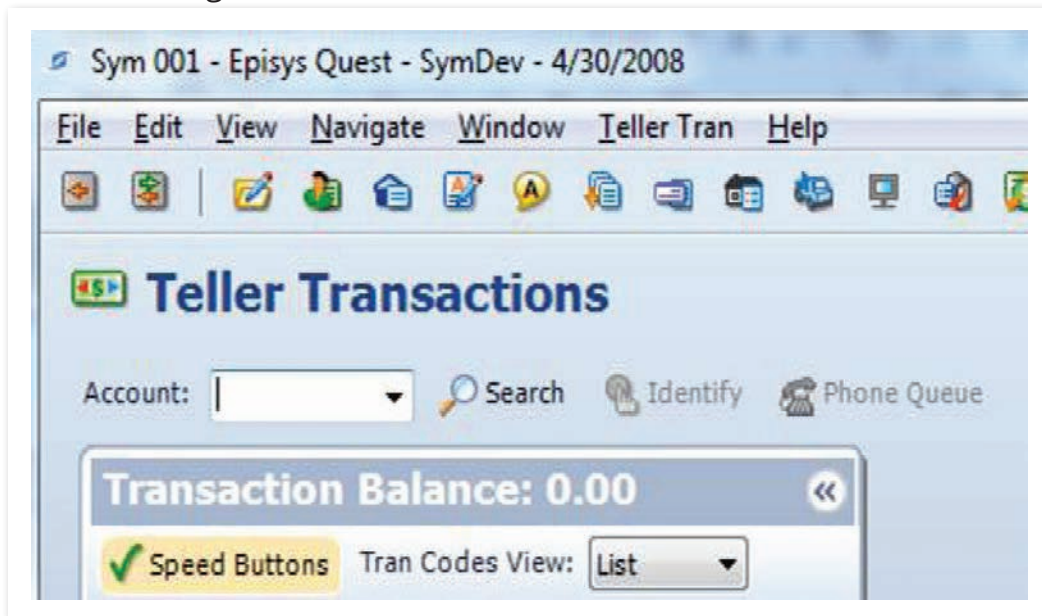 Sym 001 - Episys Quest - SymDev - 4/30/2008
File Edit View Navigate Window Teller Tran Help
Teller Transactions
Account: Search Identify Phone Queue
Transaction Balance: 0.00
Speed Buttons Tran Codes View: List